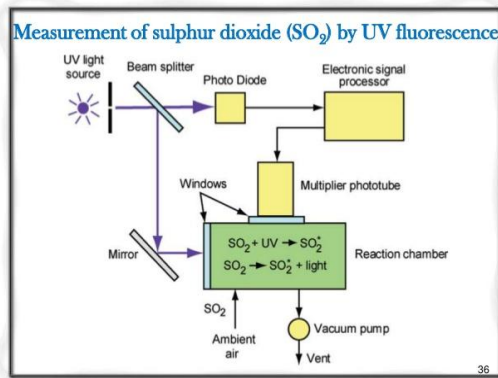 Measurement of sulphur dioxide (SO₂) by UV fluorescence
UV light
source
Beam splitter
Photo Diode
Electronic signal
processor
Windows
Multiplier phototube
Mirror
SO₂ + UV → SO₂*
SO₂ → SO₂* + light
Reaction chamber
SO₂
Ambient
air
Vacuum pump
Vent
36